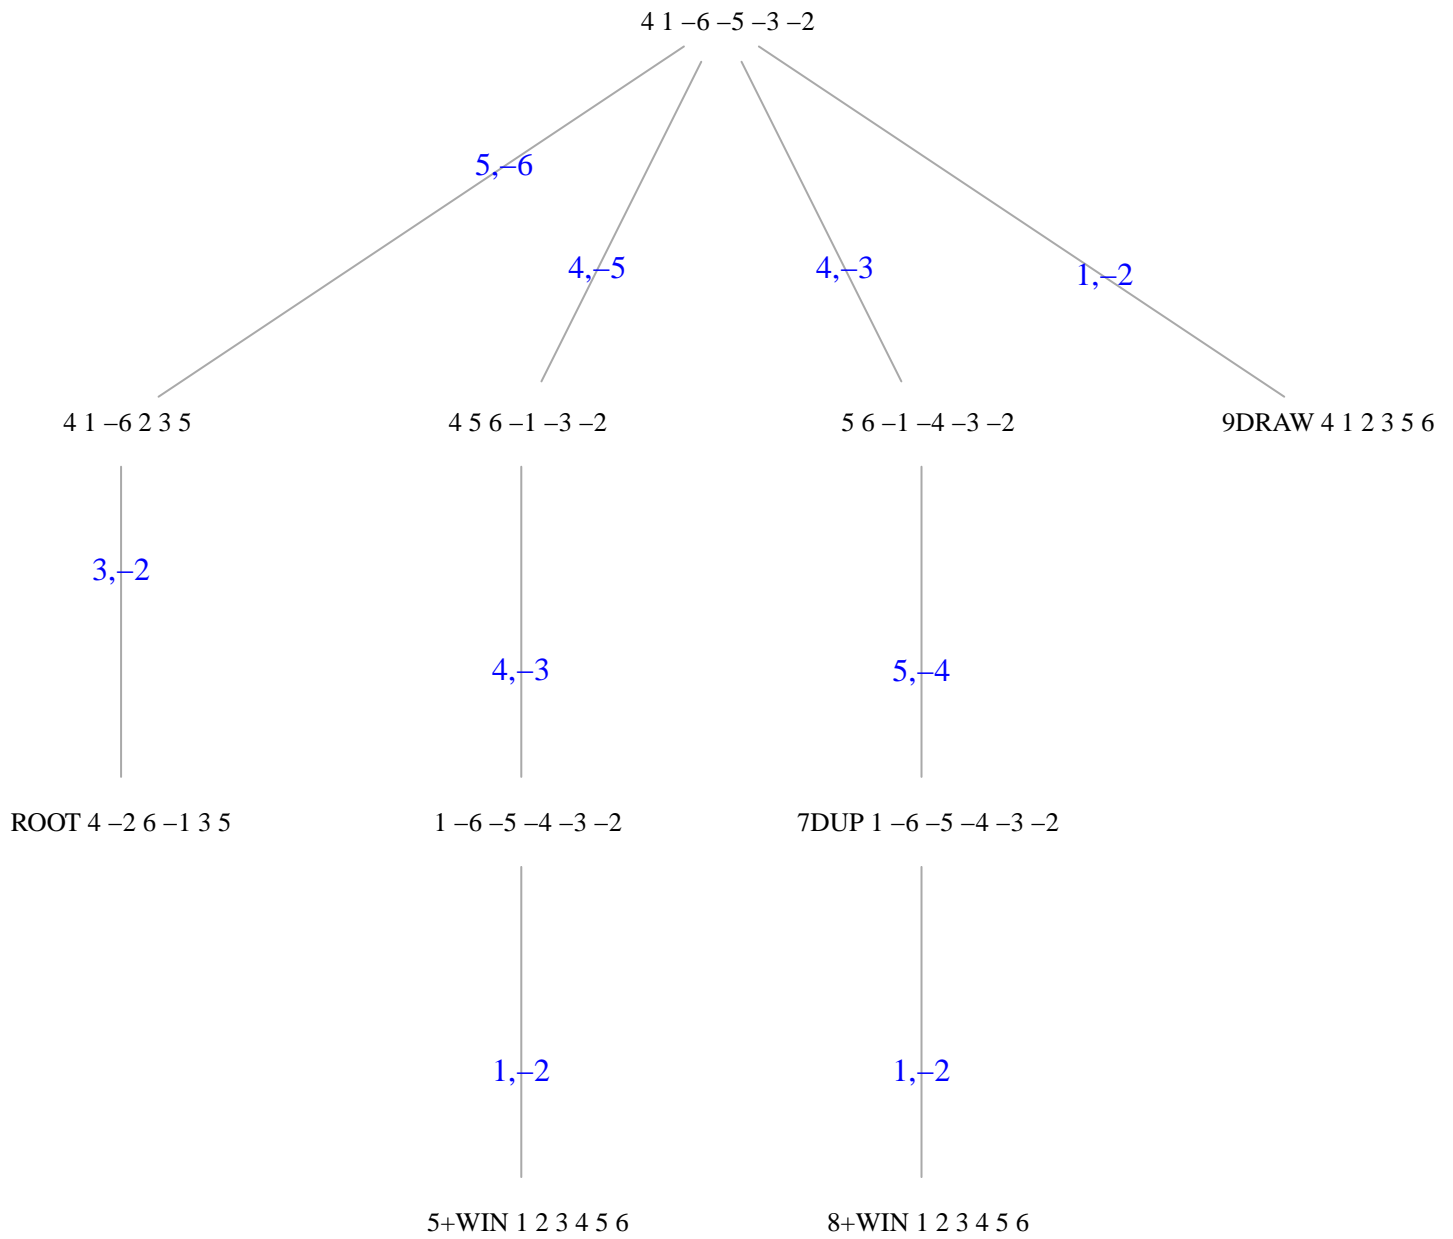 4 1 –6 –5 –3 –2
5,–6
4,–5
4,–3
1,–2
4 1 –6 2 3 5
4 5 6 –1 –3 –2
5 6 –1 –4 –3 –2
9DRAW 4 1 2 3 5 6
3,–2
4,–3
5,–4
ROOT 4 –2 6 –1 3 5
1 –6 –5 –4 –3 –2
7DUP 1 –6 –5 –4 –3 –2
1,–2
1,–2
5+WIN 1 2 3 4 5 6
8+WIN 1 2 3 4 5 6